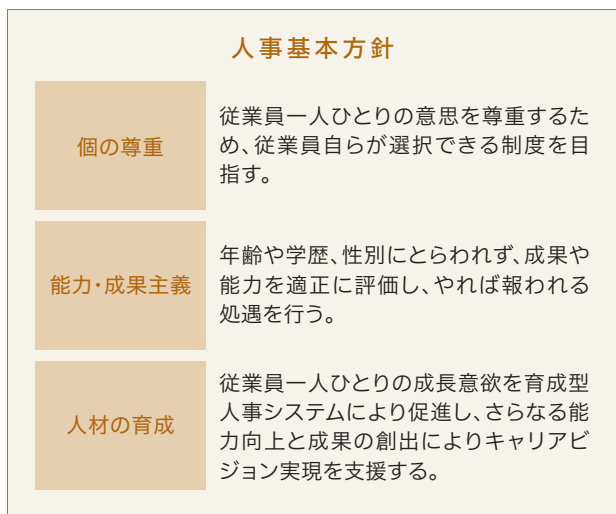 人事基本方針
個の尊重
従業員一人ひとりの意思を尊重するた
め、従業員自らが選択できる制度を目
指す。
能力・成果主義
年齢や学歴、性別にとらわれず、成果や
能力を適正に評価し、やれば報われる
処遇を行う。
人材の育成
従業員一人ひとりの成長意欲を育成型
人事システムにより促進し、さらなる能
力向上と成果の創出によりキャリアビ
ジョン実現を支援する。